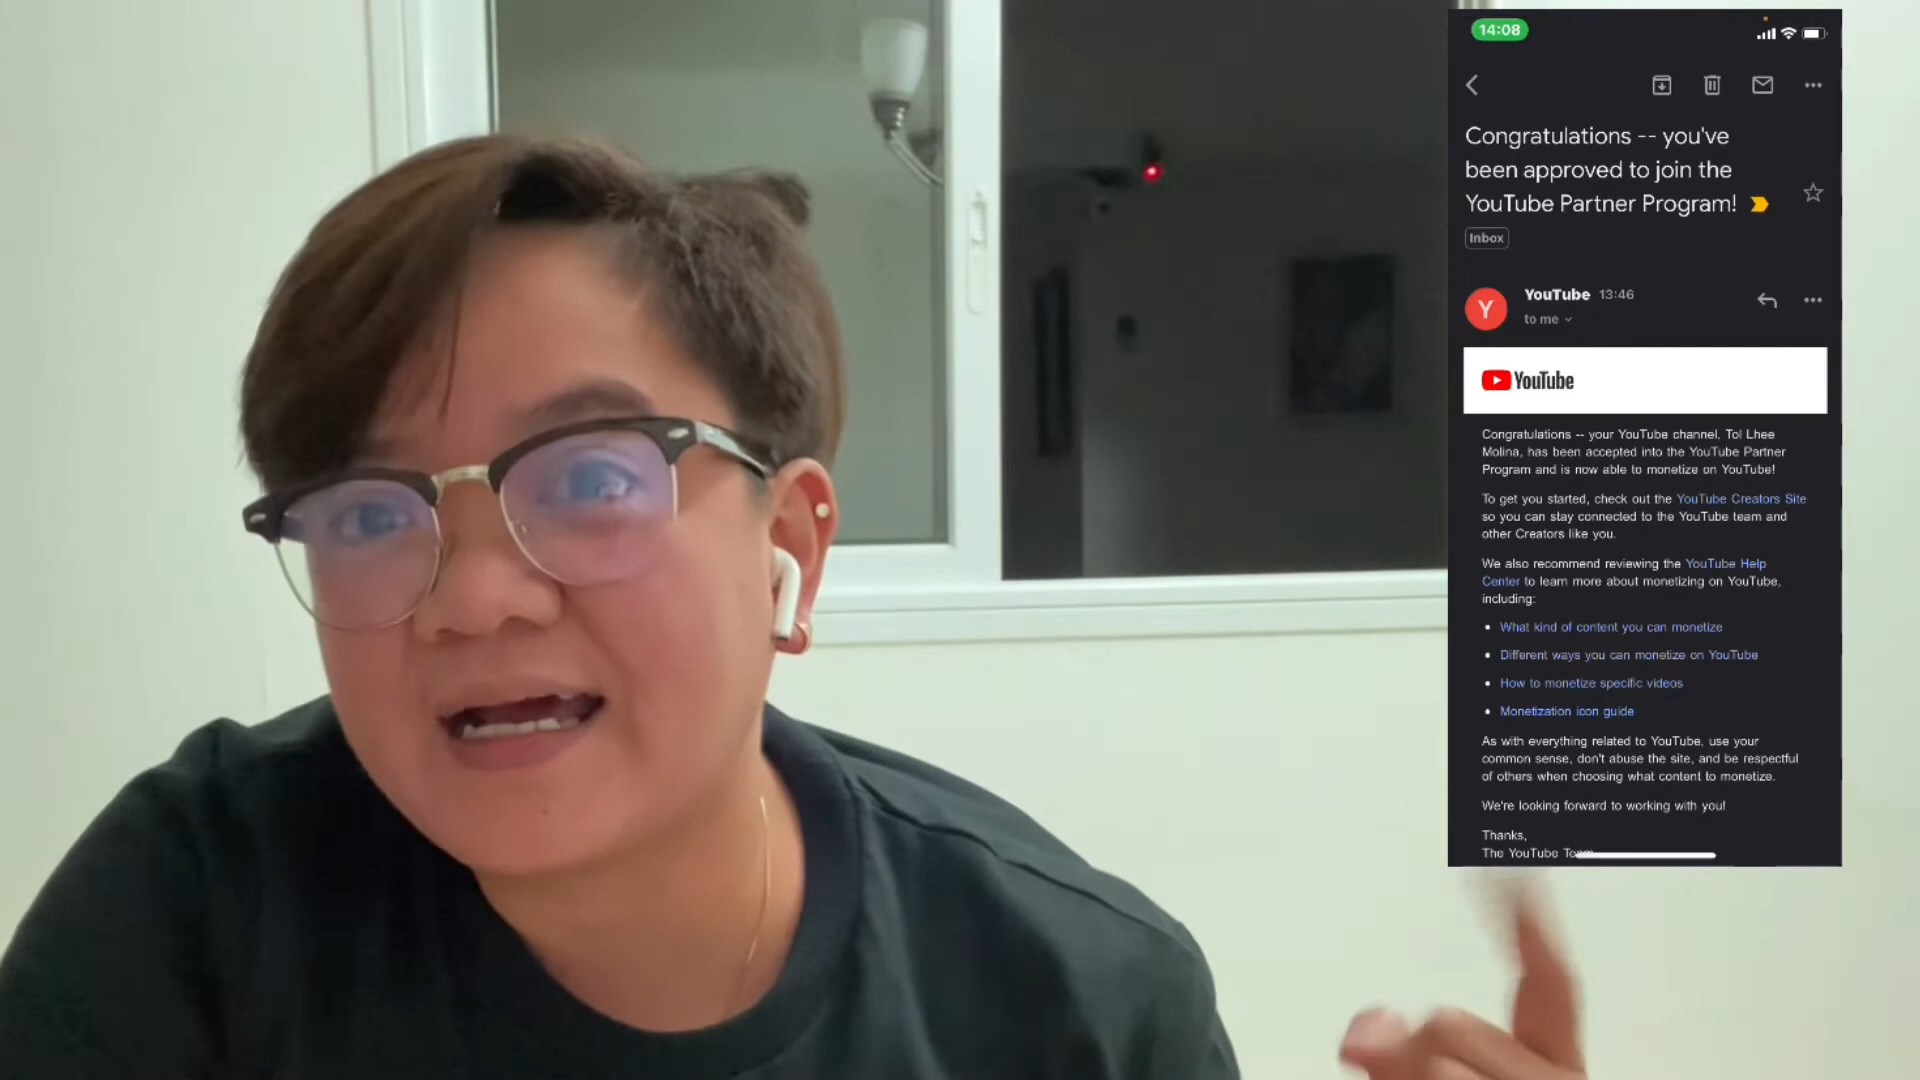 14:08
Congratulations -- you've
been approved to join the
YouTube Partner Program!
Inbox
YouTube 13:46
Y
to me
YouTube
Congratulations -- your YouTube channel, Tol Lhee
Molina, has been accepted into the YouTube Partner
Program and is now able to monetize on YouTube!
To get you started, check out the YouTube Creators Site
so you can stay connected to the YouTube team and
other Creators like you.
We also recommend reviewing the YouTube Help
Center to learn more about monetizing on YouTube,
including:
• What kind of content you can monetize
• Different ways you can monetize on YouTube
• How to monetize specific videos
• Monetization icon guide
As with everything related to YouTube, use your
common sense, don't abuse the site, and be respectful
of others when choosing what content to monetize.
We're looking forward to working with you!
Thanks,
The YouTube Team